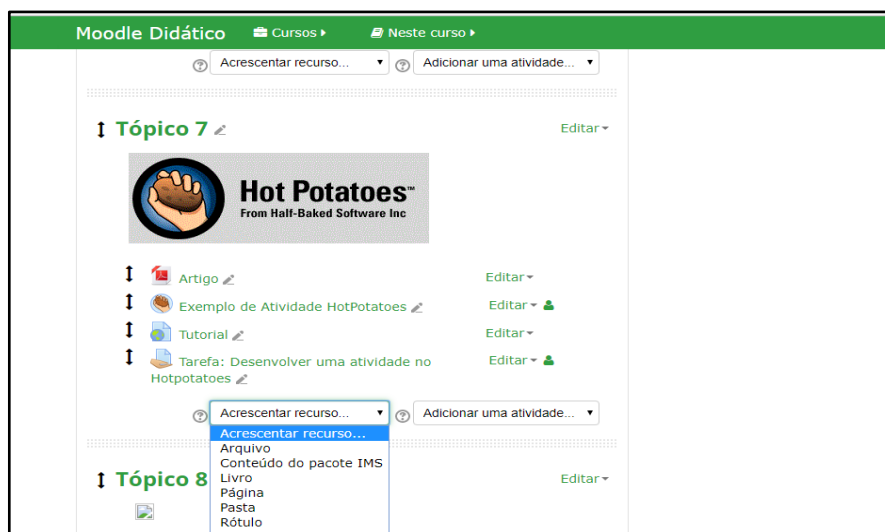 Moodle Didático Cursos Neste curso
Acrescentar recurso... Adicionar uma atividade...
Tópico 7 Editar
Hot Potatoes™
From Half-Baked Software Inc
Artigo Editar
Exemplo de Atividade HotPotatoes Editar
Tutorial Editar
Tarefa: Desenvolver uma atividade no Editar
Hotpotatoes
Acrescentar recurso... Adicionar uma atividade...
Acrescentar recurso...
Arquivo
Conteúdo do pacote IMS
Livro
Página
Pasta
Rótulo
Tópico 8 Editar